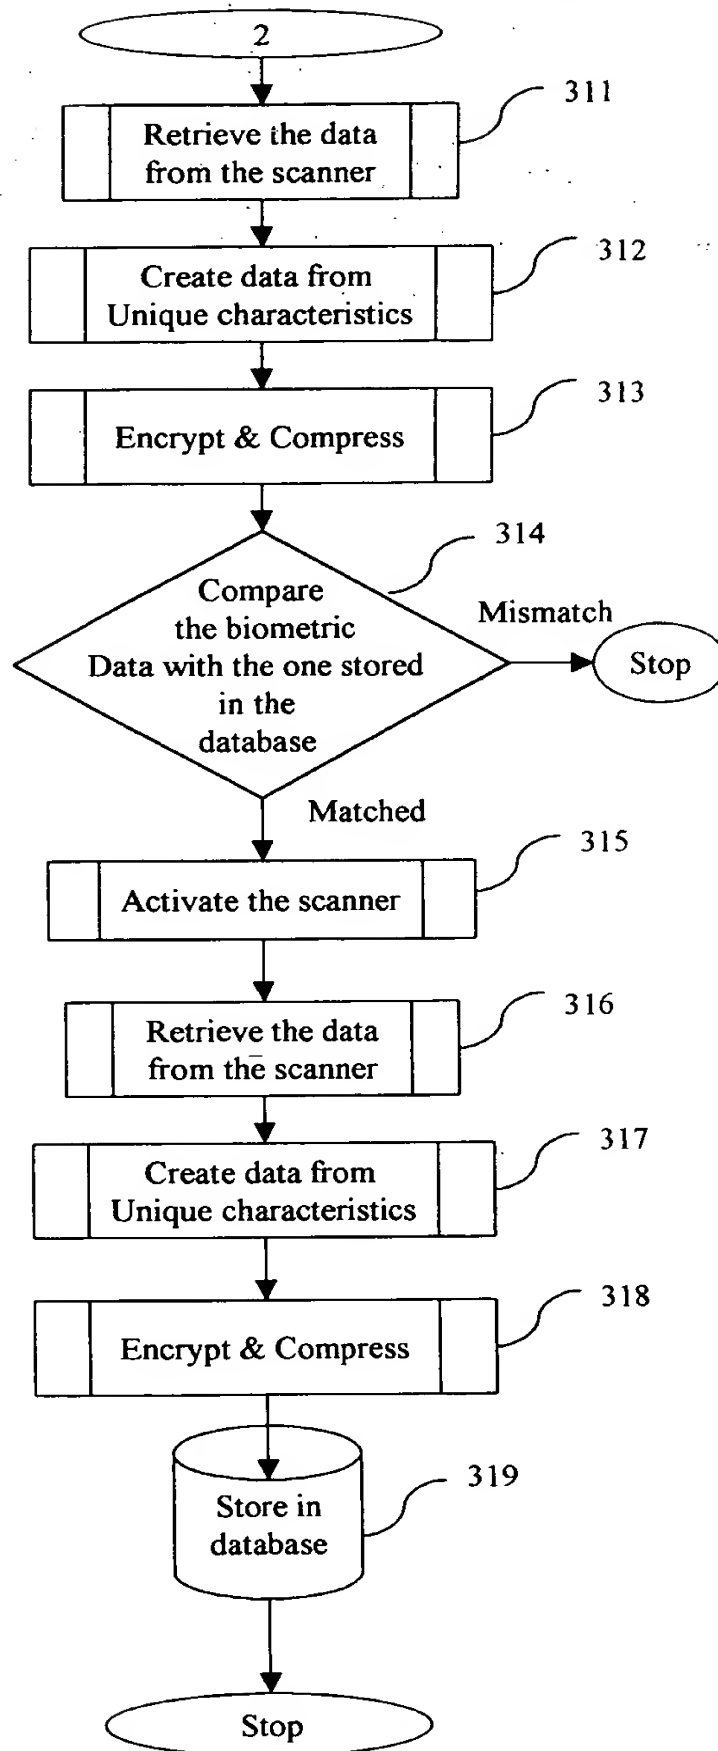 2
311
Retrieve the data
from the scanner
312
Create data from
Unique characteristics
313
Encrypt & Compress
314
Compare
the biometric
Data with the one stored
in the
database
Mismatch
Stop
Matched
315
Activate the scanner
316
Retrieve the data
from the scanner
317
Create data from
Unique characteristics
318
Encrypt & Compress
319
Store in
database
Stop